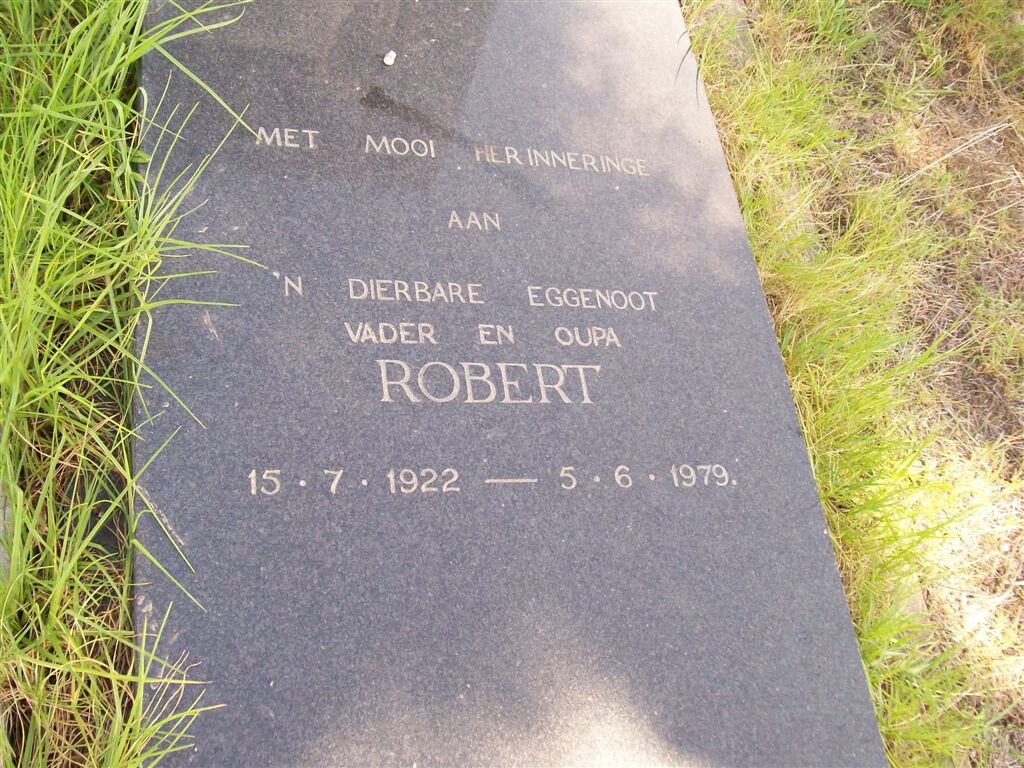 MET MOOI HERINNERINGE
AAN
'N DIERBARE EGGENOOT
VADER EN OUPA
ROBERT
15 · 7 · 1922 — 5 · 6 · 1979.